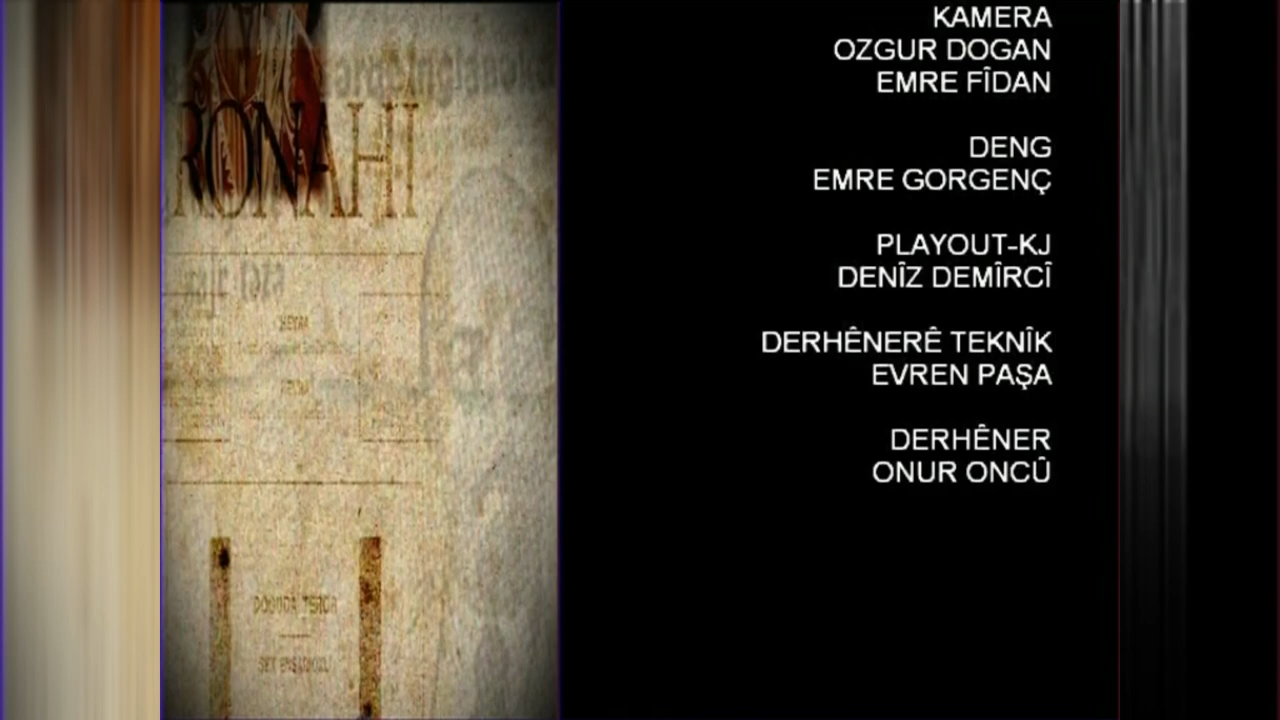 RONAHI
KAMERA
OZGUR DOGAN
EMRE FÎDAN
DENG
EMRE GORGENÇ
PLAYOUT-KJ
DENÎZ DEMÎRCÎ
DERHÊNERÊ TEKNÎK
EVREN PAŞA
DERHÊNER
ONUR ONCÛ